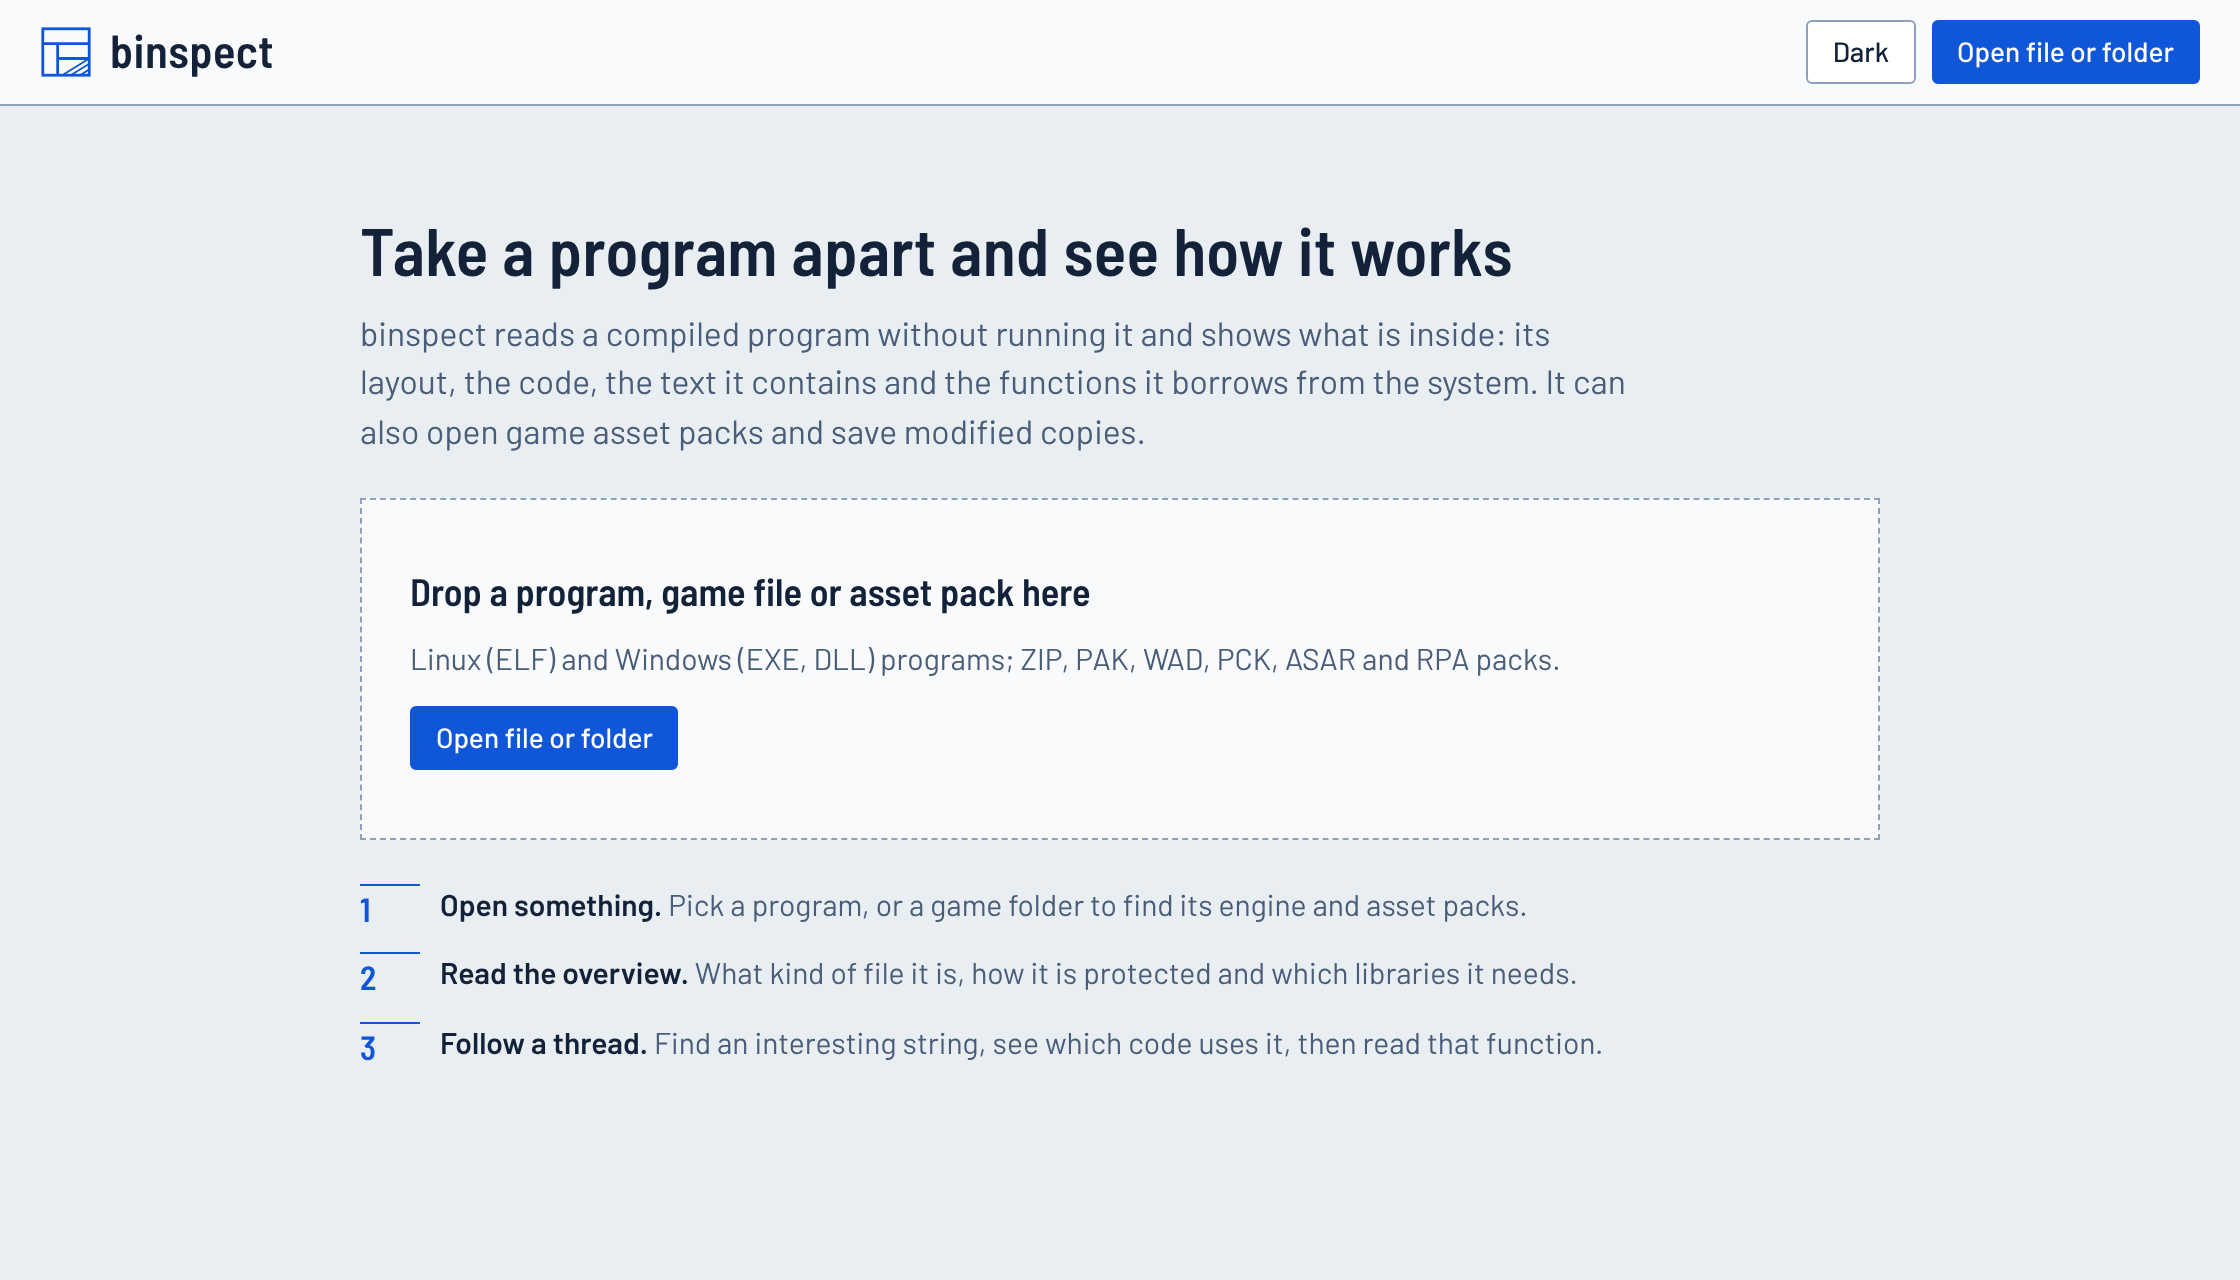 binspect
Dark
Open file or folder
Take a program apart and see how it works
binspect reads a compiled program without running it and shows what is inside: its
layout, the code, the text it contains and the functions it borrows from the system. It can
also open game asset packs and save modified copies.
Drop a program, game file or asset pack here
Linux (ELF) and Windows (EXE, DLL) programs; ZIP, PAK, WAD, PCK, ASAR and RPA packs.
Open file or folder
1 Open something. Pick a program, or a game folder to find its engine and asset packs.
2 Read the overview. What kind of file it is, how it is protected and which libraries it needs.
3 Follow a thread. Find an interesting string, see which code uses it, then read that function.